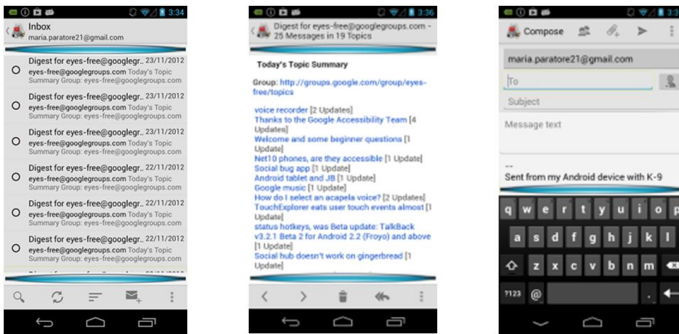 3:34
Inbox
maria.paratore21@gmail.com
Digest for eyes-free@googlegr.. 23/11/2012
eyes-free@googlegroups.com Today's Topic
Summary Group: eyes-free@googlegroups.com
Digest for eyes-free@googlegr.. 23/11/2012
eyes-free@googlegroups.com Today's Topic
Summary Group: eyes-free@googlegroups.com
Digest for eyes-free@googlegr.. 23/11/2012
eyes-free@googlegroups.com Today's Topic
Summary Group: eyes-free@googlegroups.com
Digest for eyes-free@googlegr.. 22/11/2012
eyes-free@googlegroups.com Today's Topic
Summary Group: eyes-free@googlegroups.com
Digest for eyes-free@googlegr.. 22/11/2012
eyes-free@googlegroups.com Today's Topic
Summary Group: eyes-free@googlegroups.com
Digest for eyes-free@googlegr.. 22/11/2012
eyes-free@googlegroups.com Today's Topic
Summary Group: eyes-free@googlegroups.com
3:36
Digest for eyes-free@googlegroups.com -
25 Messages in 19 Topics
Today's Topic Summary
Group: http://groups.google.com/group/eyes-
free/topics
voice recorder [2 Updates]
Thanks to the Google Accessibility Team [4
Updates]
Welcome and some beginner questions [1
Update]
Net10 phones, are they accessible [1 Update]
Social bug app [1 Update]
Android tablet and JB [1 Update]
Google music [1 Update]
How do I select an acapela voice? [2 Updates]
TouchExplorer eats user touch events almost [1
Update]
status hotkeys, was Beta update: TalkBack
v3.2.1 Beta 2 for Android 2.2 (Froyo) and above
[1 Update]
Social hub doesn't work on gingerbread [1
Update]
Compose
maria.paratore21@gmail.com
To
Subject
Message text
--
Sent from my Android device with K-9
q w e r t y u i o p
a s d f g h j k l
z x c v b n m
?123 @ .